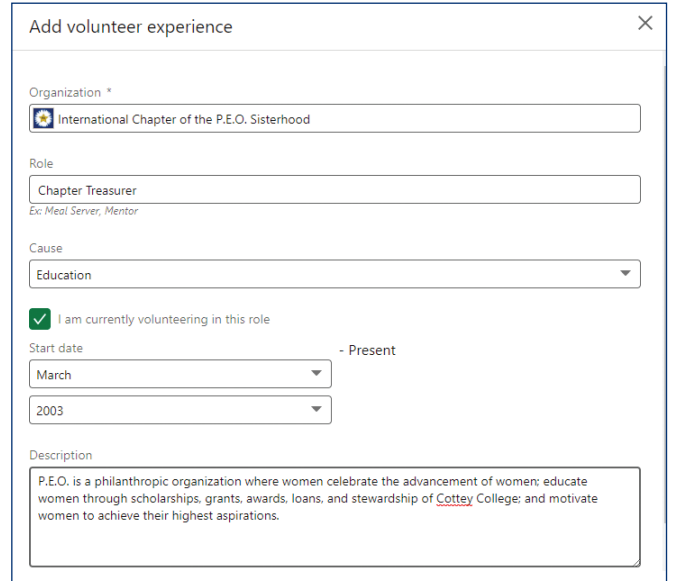 Add volunteer experience
Organization *
International Chapter of the P.E.O. Sisterhood
Role
Chapter Treasurer
Ex: Meal Server, Mentor
Cause
Education
I am currently volunteering in this role
Start date
- Present
March
2003
Description
P.E.O. is a philanthropic organization where women celebrate the advancement of women; educate
women through scholarships, grants, awards, loans, and stewardship of Cottey College; and motivate
women to achieve their highest aspirations.